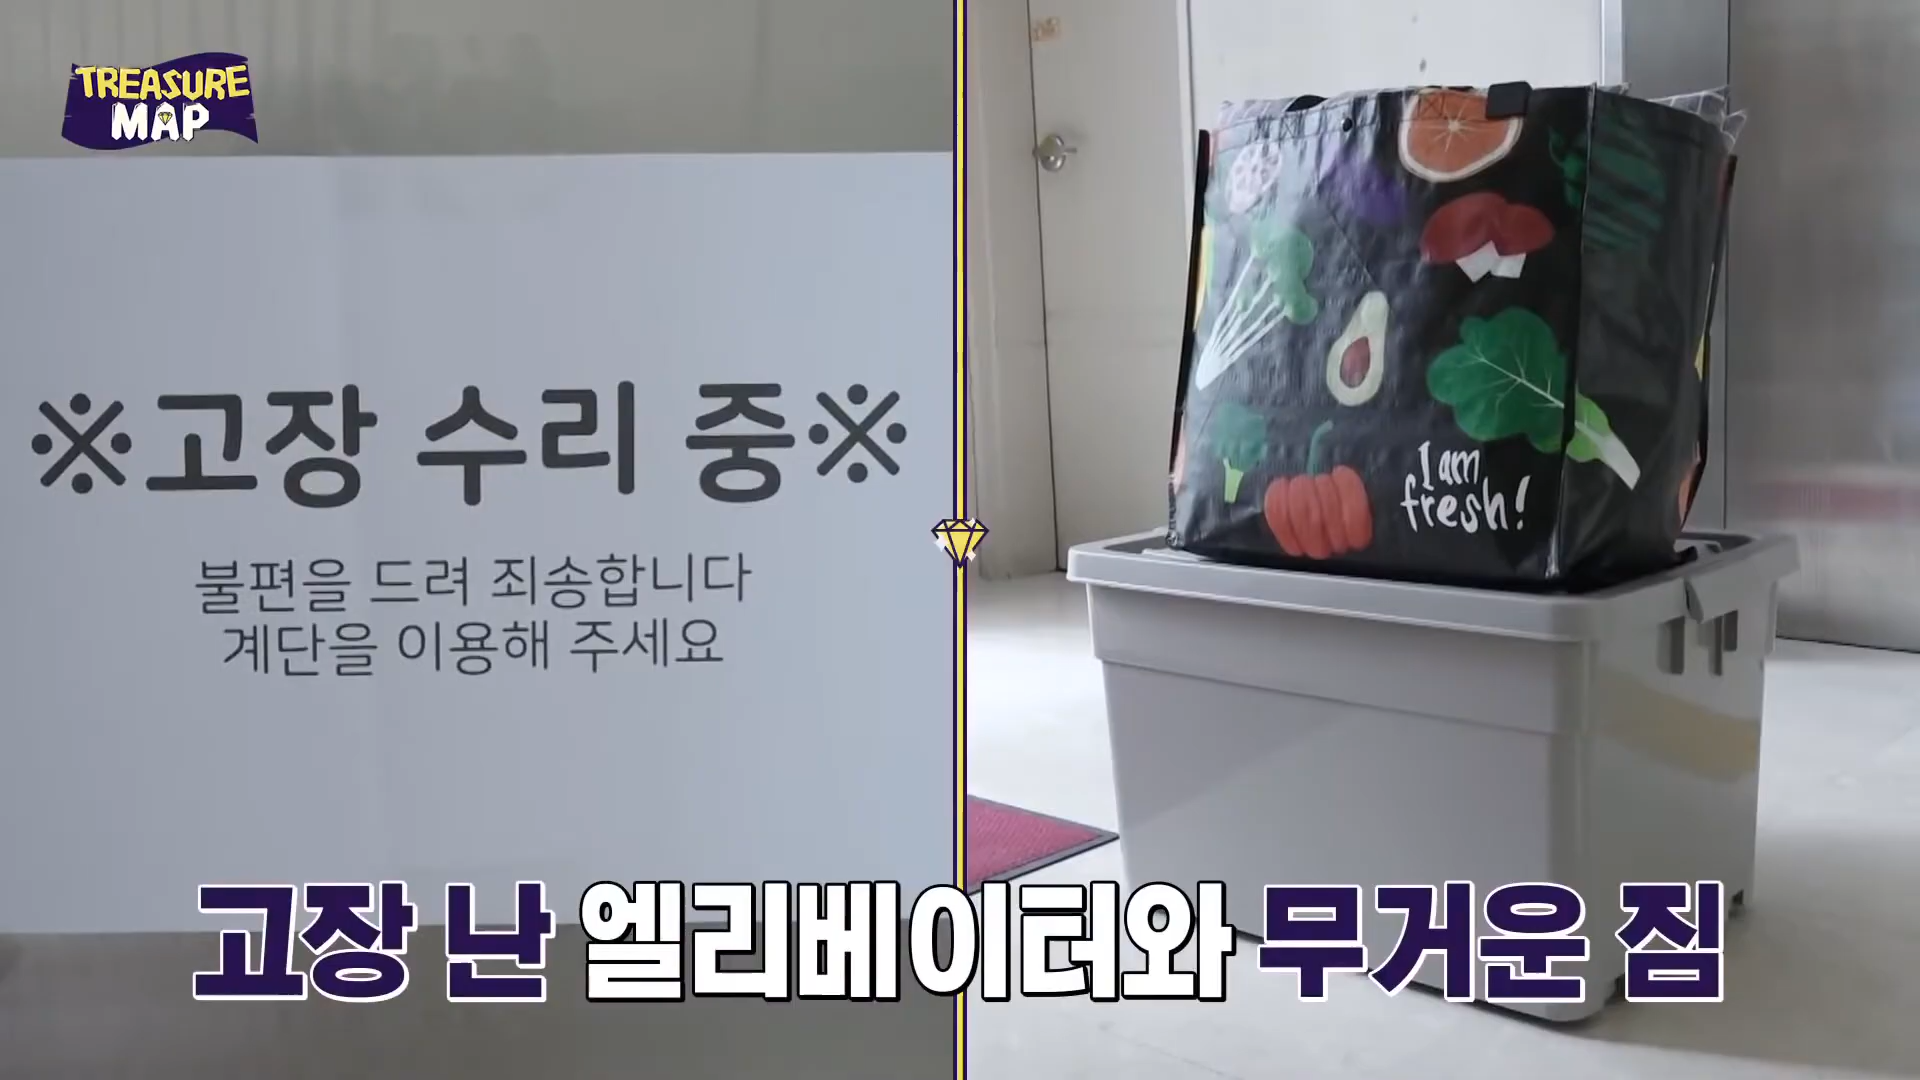 TREASURE
MAP
※고장 수리 중※
불편을 드려 죄송합니다
계단을 이용해 주세요
I am
fresh!
고장 난 엘리베이터와 무거운 짐